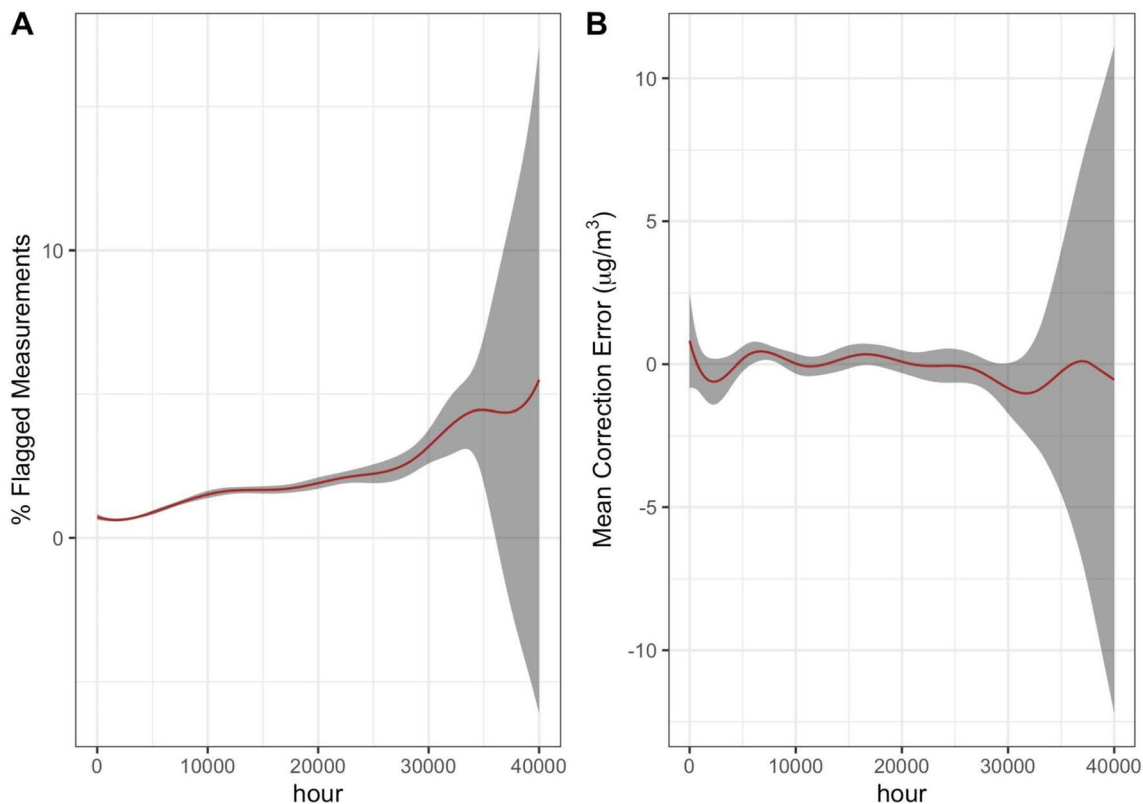 A
% Flagged Measurements
10
0
0 10000 20000 30000 40000
hour
B
Mean Correction Error (μg/m³)
10
5
0
-5
-10
0 10000 20000 30000 40000
hour